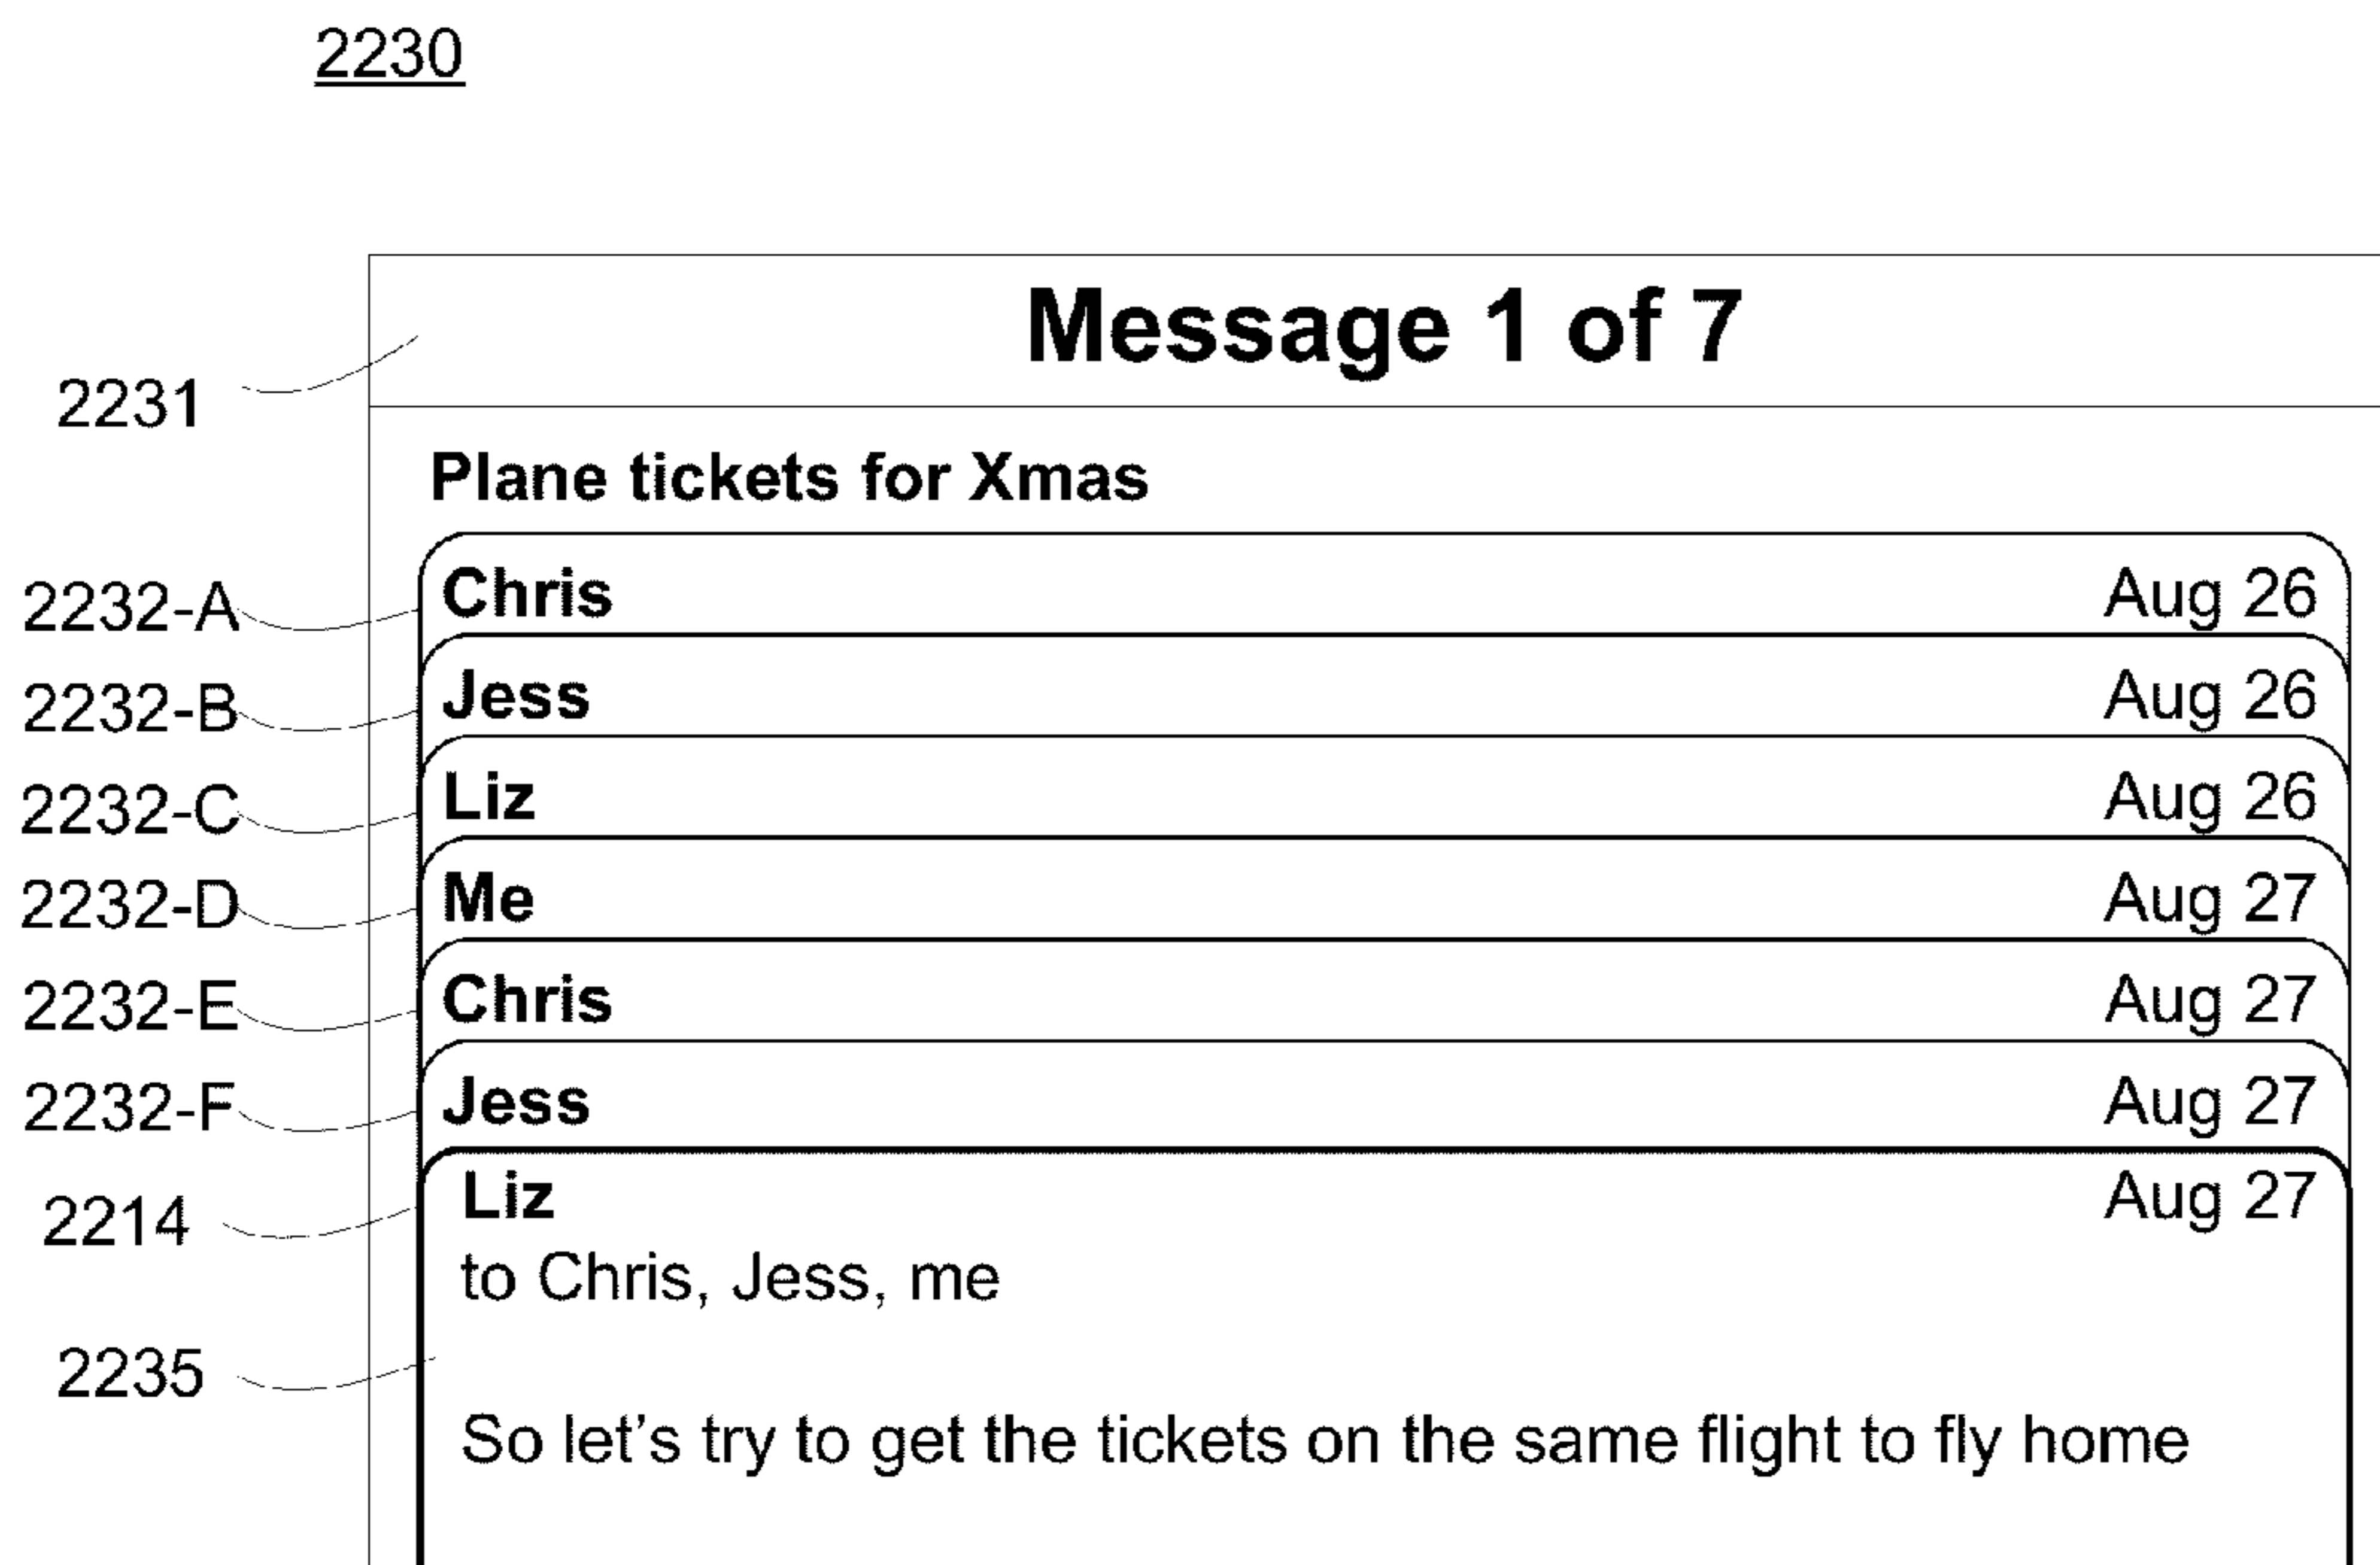 2230
Message 1 of 7
2231
Plane tickets for Xmas
2232-A Chris Aug 26
2232-B Jess Aug 26
2232-C Liz Aug 26
2232-D Me Aug 27
2232-E Chris Aug 27
2232-F Jess Aug 27
2214 Liz Aug 27
to Chris, Jess, me
2235
So let’s try to get the tickets on the same flight to fly home